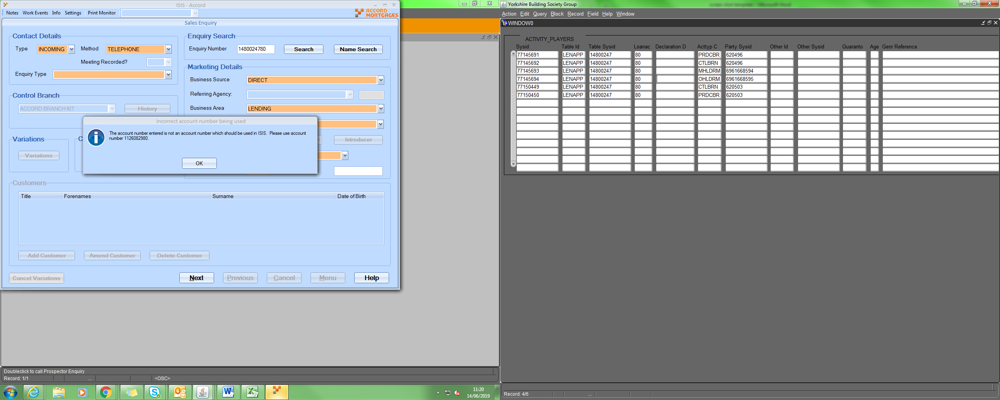 ISIS - Accord
Notes Work Events Info Settings Print Monitor
ACCORD MORTGAGES
Sales Enquiry
Contact Details
Type INCOMING Method TELEPHONE
Meeting Recorded?
Enquiry Type
Enquiry Search
Enquiry Number 1480024780 Search Name Search
Marketing Details
Business Source DIRECT
Referring Agency:
Business Area LENDING
Introducer
Control Branch
ACCORD BRANCH KIT History
Variations
C
Variations
Incorrect account number being used
The account number entered is not an account number which should be used in ISIS. Please use account
number 1126082980.
OK
Customers
Title Forenames Surname Date of Birth
Add Customer Amend Customer Delete Customer
Cancel Variations Next Previous Cancel Menu Help
Doubleclick to call Prospector Enquiry
Record: 1/1 ... <OSC>
11:20
14/06/2019
Yorkshire Building Society Group
Action Edit Query Block Record Field Help Window
WINDOW0
ACTIVITY_PLAYERS
Sysid Table Id Table Sysid Loanac Declaration D Acttyp C Party Sysid Other Id Other Sysid Guaranto Age Genr Reference
77145691 LENAPP 14800247 80 PRDCBR 620496
77145692 LENAPP 14800247 80 CTLBRN 620496
77145693 LENAPP 14800247 80 MHLDRM 6961668594
77145694 LENAPP 14800247 80 OHLDRM 6961668595
77150449 LENAPP 14800247 80 CTLBRN 620503
77150450 LENAPP 14800247 80 PRDCBR 620503
Record: 4/6 ...